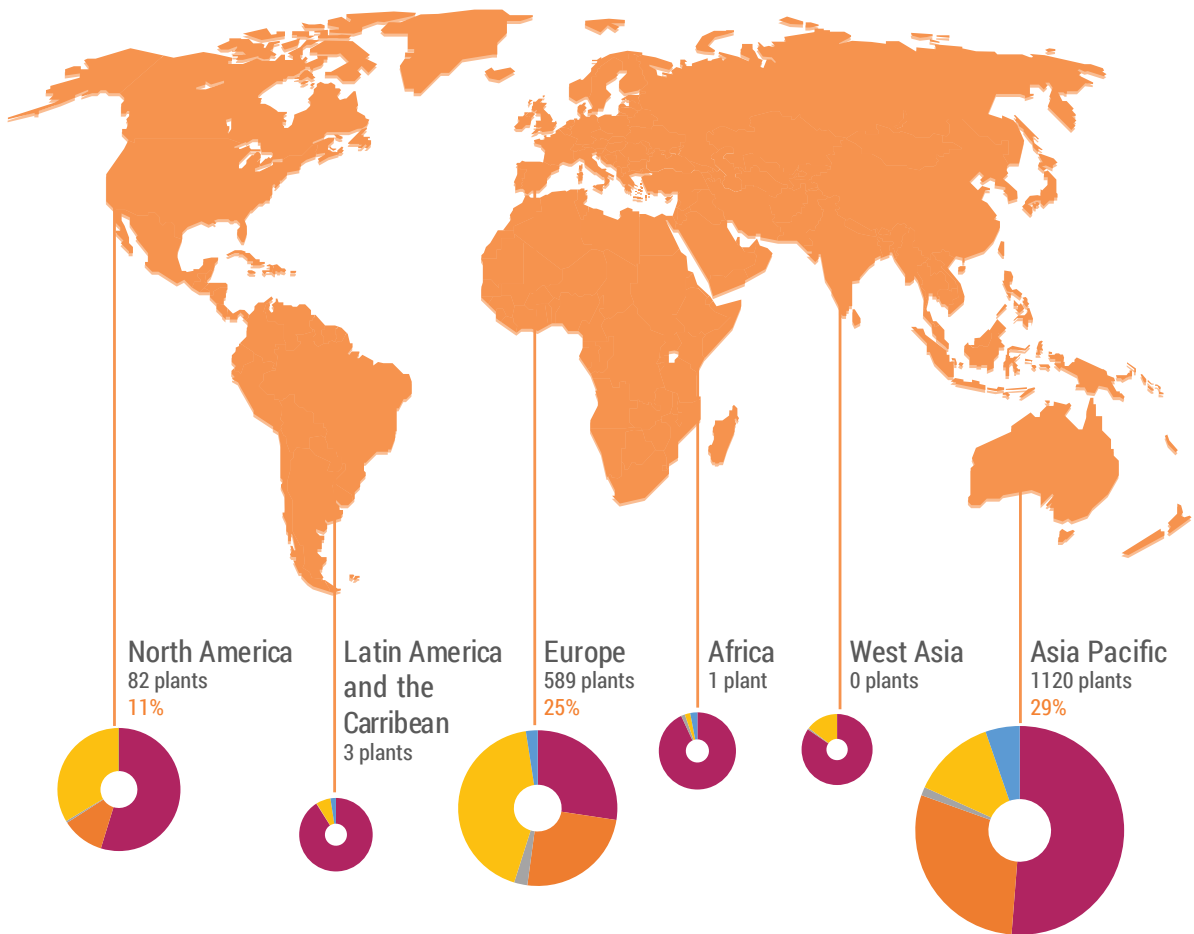 North America
82 plants
11%
Latin America
and the
Carribean
3 plants
Europe
589 plants
25%
Africa
1 plant
West Asia
0 plants
Asia Pacific
1120 plants
29%